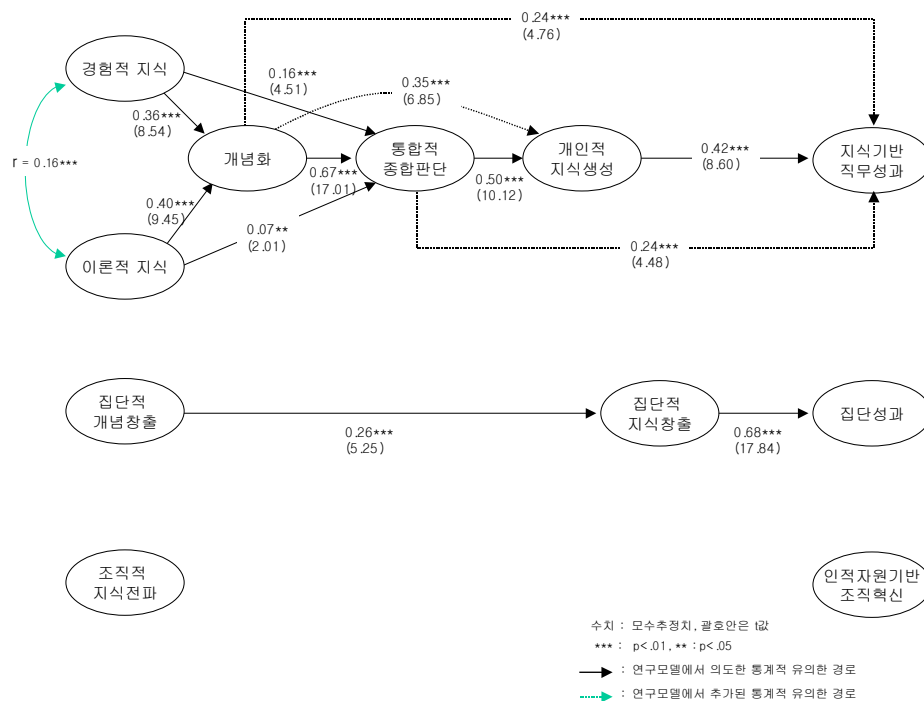 0.24***
(4.76)
경험적 지식
0.16***
(4.51)
0.35***
(6.85)
0.36***
(8.54)
r = 0.16***
개념화
통합적
종합판단
개인적
지식생성
0.42***
(8.60)
지식기반
직무성과
0.67***
(17.01)
0.50***
(10.12)
0.40***
(9.45)
0.07**
(2.01)
0.24***
(4.48)
이론적 지식
집단적
개념창출
집단적
지식창출
집단성과
0.26***
(5.25)
0.68***
(17.84)
조직적
지식전파
인적자원기반
조직혁신
수치 : 모수추정치, 괄호안은 t값
*** : p<.01, ** : p<.05
: 연구모델에서 의도한 통계적 유의한 경로
: 연구모델에서 추가된 통계적 유의한 경로